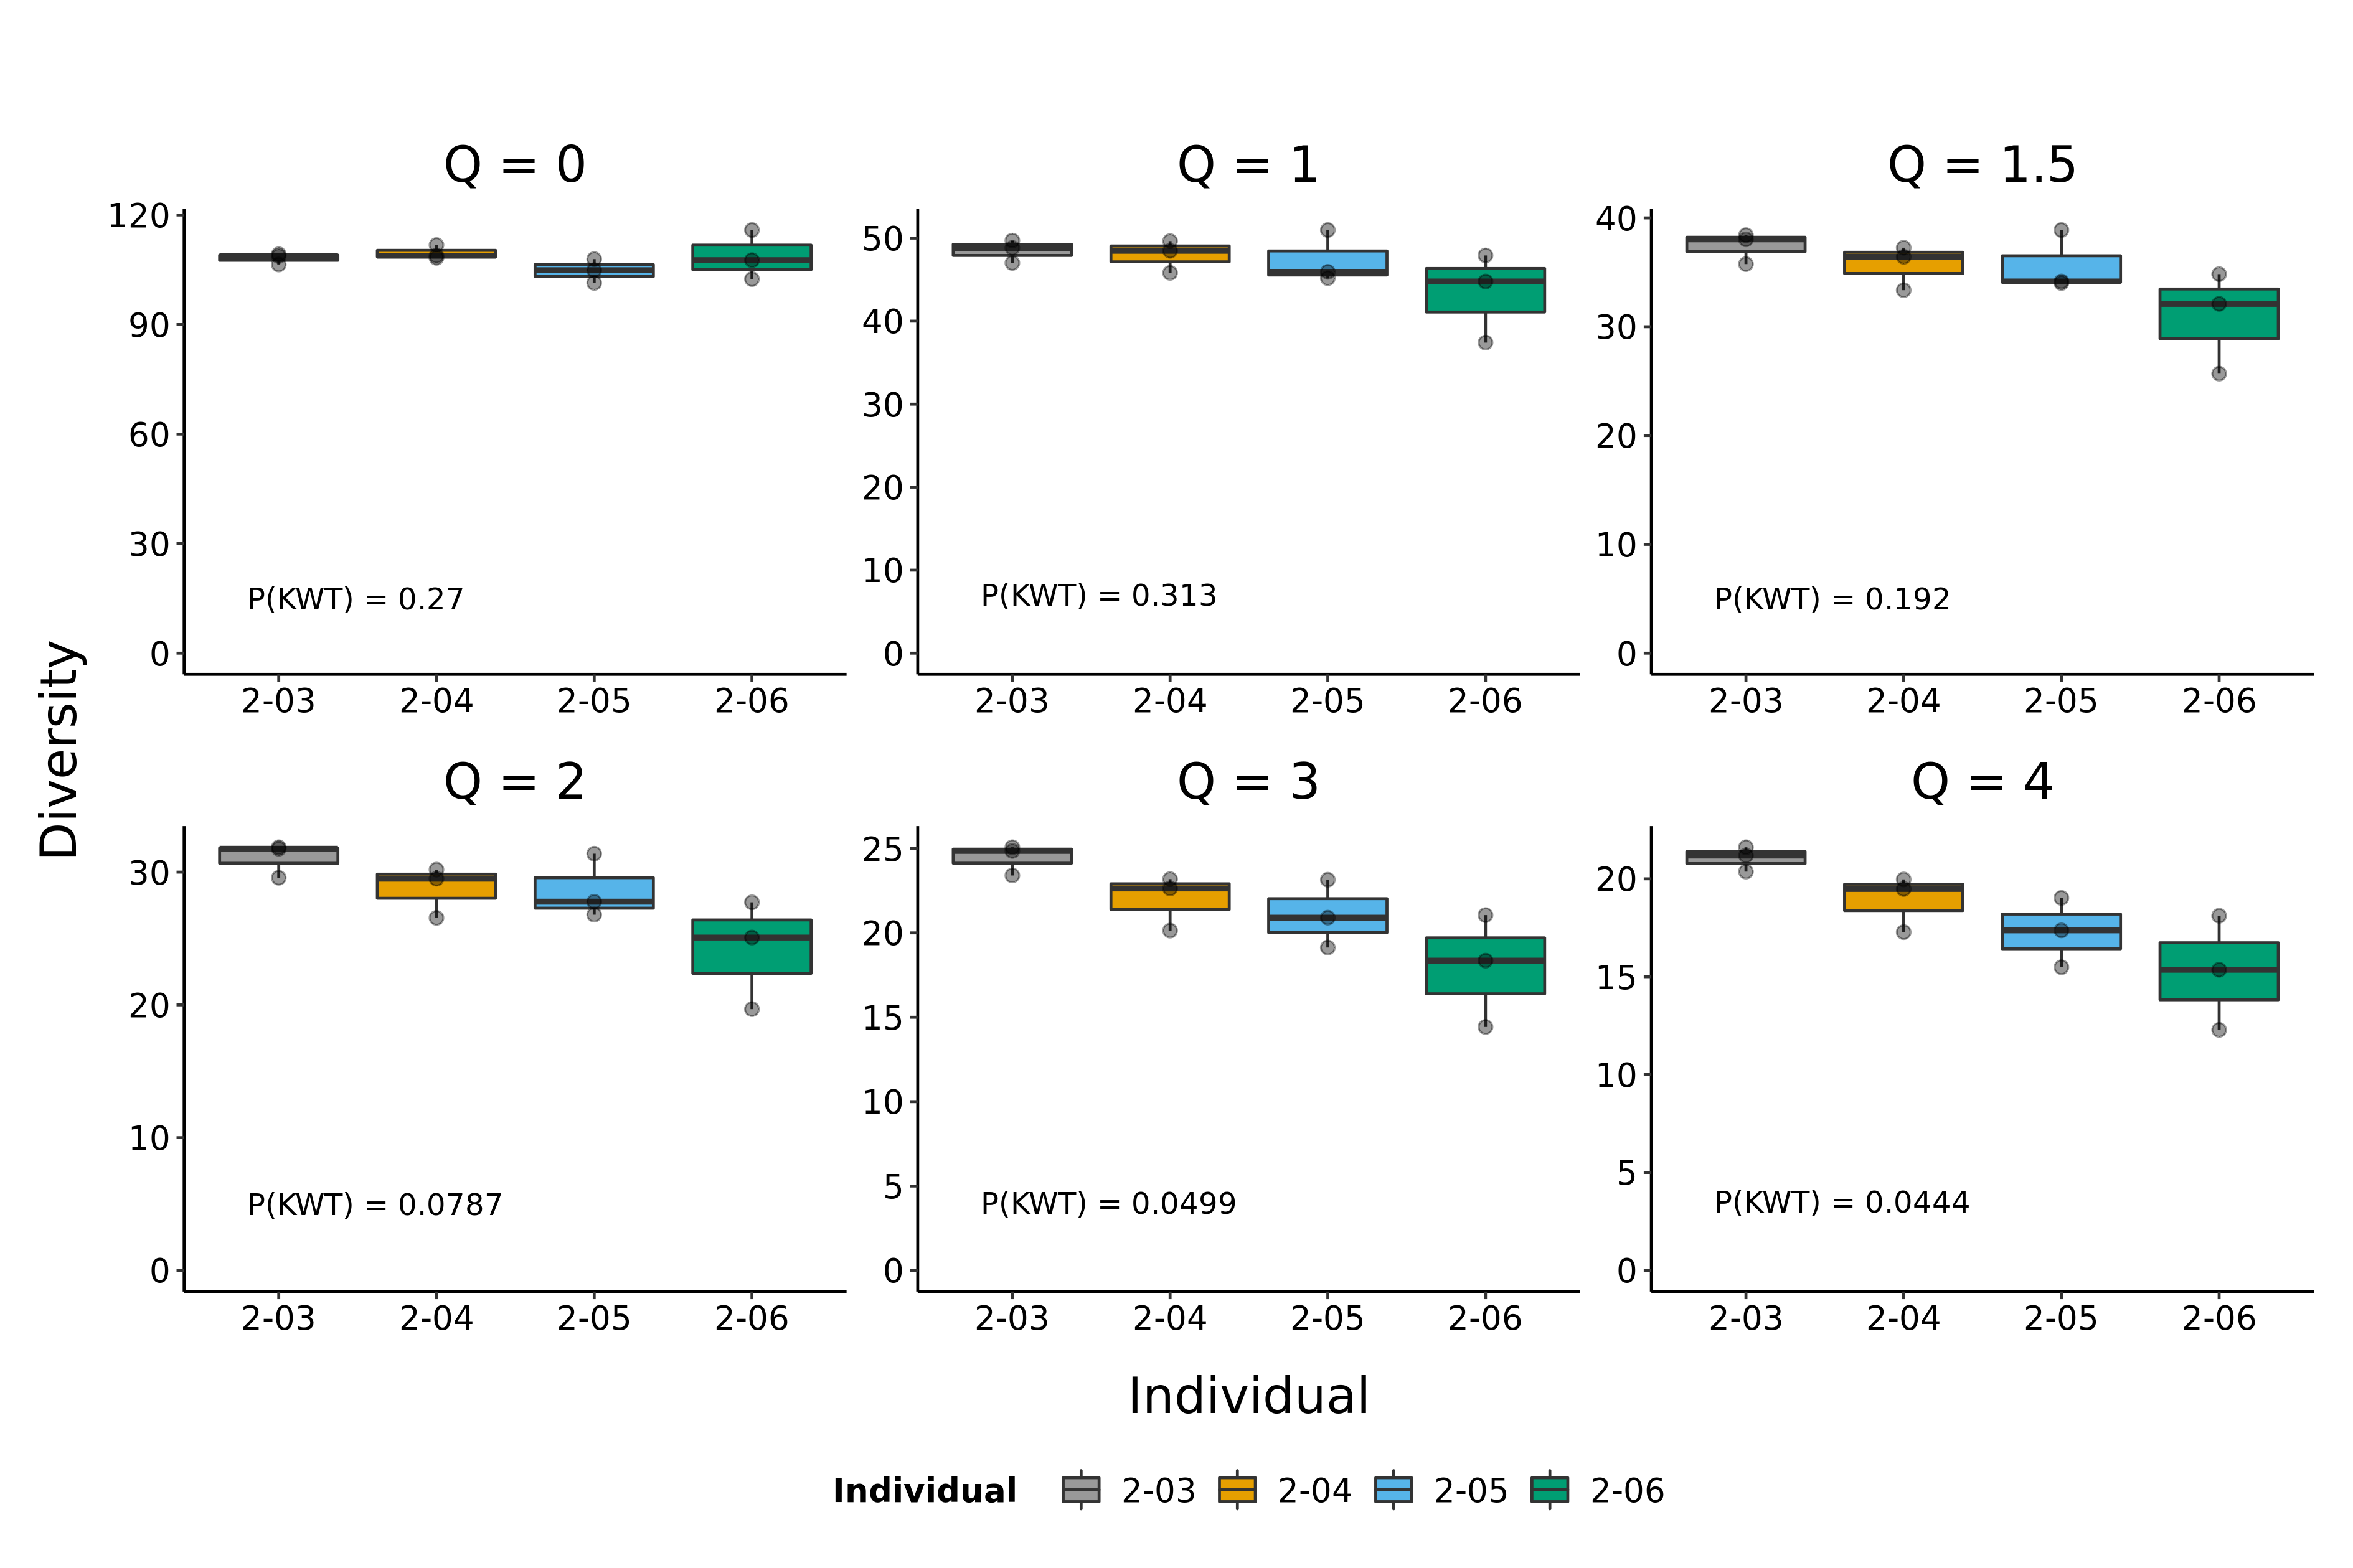 Q = 0
Q = 1
Q = 1.5
120
90
60
30
0
P(KWT) = 0.27
2-03 2-04 2-05 2-06
50
40
30
20
10
0
P(KWT) = 0.313
2-03 2-04 2-05 2-06
40
30
20
10
0
P(KWT) = 0.192
2-03 2-04 2-05 2-06
Diversity
Q = 2
Q = 3
Q = 4
30
20
10
0
P(KWT) = 0.0787
2-03 2-04 2-05 2-06
25
20
15
10
5
0
P(KWT) = 0.0499
2-03 2-04 2-05 2-06
20
15
10
5
0
P(KWT) = 0.0444
2-03 2-04 2-05 2-06
Individual
Individual 2-03 2-04 2-05 2-06